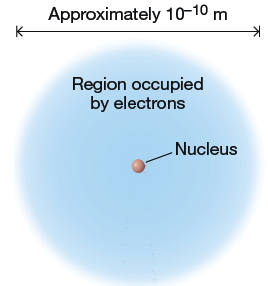 Approximately 10⁻¹⁰ m
Region occupied
by electrons
Nucleus